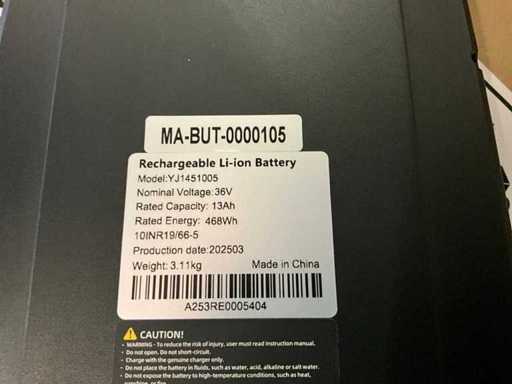 MA-BUT-0000105
Rechargeable Li-ion Battery
Model:YJ1451005
Nominal Voltage:36V
Rated Capacity: 13Ah
Rated Energy: 468Wh
10INR19/66-5
Production date:202503
Weight: 3.11kg Made in China
A253RE0005404
CAUTION!
- WARNING- To reduce the risk of injury, user must read instruction manual.
- Do not open. Do not short-circuit.
- Charge with the genuine charger only.
- Do not place the battery in fluids, such as water, acid, alkaline or salt water.
- Do not expose the battery to high-temperature conditions, such as heat,
sunshine, or fire